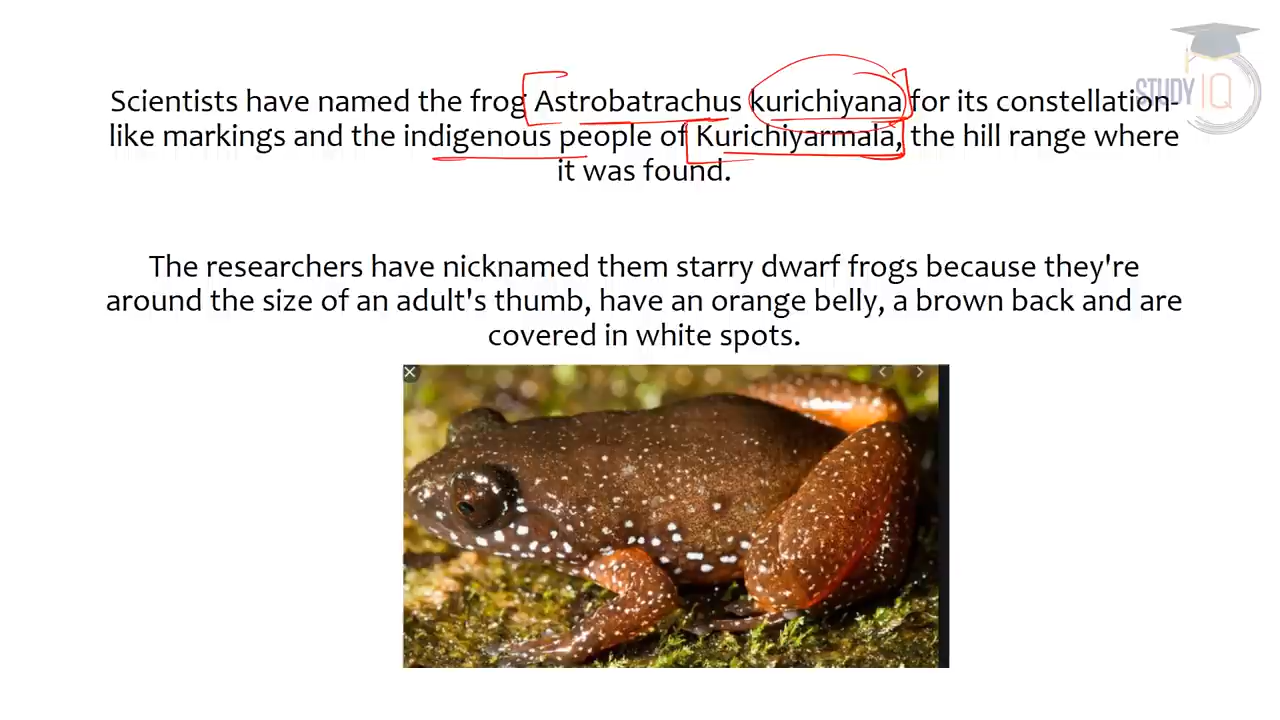 Scientists have named the frog Astrobatrachus kurichiyana for its constellation-
like markings and the indigenous people of Kurichiyarmala, the hill range where
it was found.
The researchers have nicknamed them starry dwarf frogs because they're
around the size of an adult's thumb, have an orange belly, a brown back and are
covered in white spots.
STUDY IQ